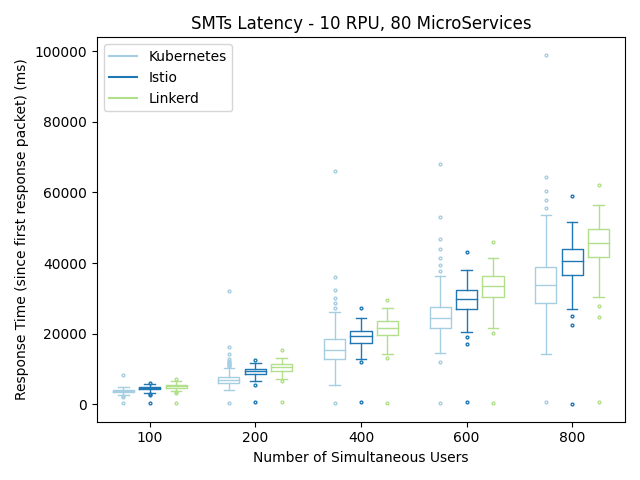 SMTs Latency - 10 RPU, 80 MicroServices
Response Time (since first response packet) (ms)
100000
80000
60000
40000
20000
0
Kubernetes
Istio
Linkerd
100 200 400 600 800
Number of Simultaneous Users